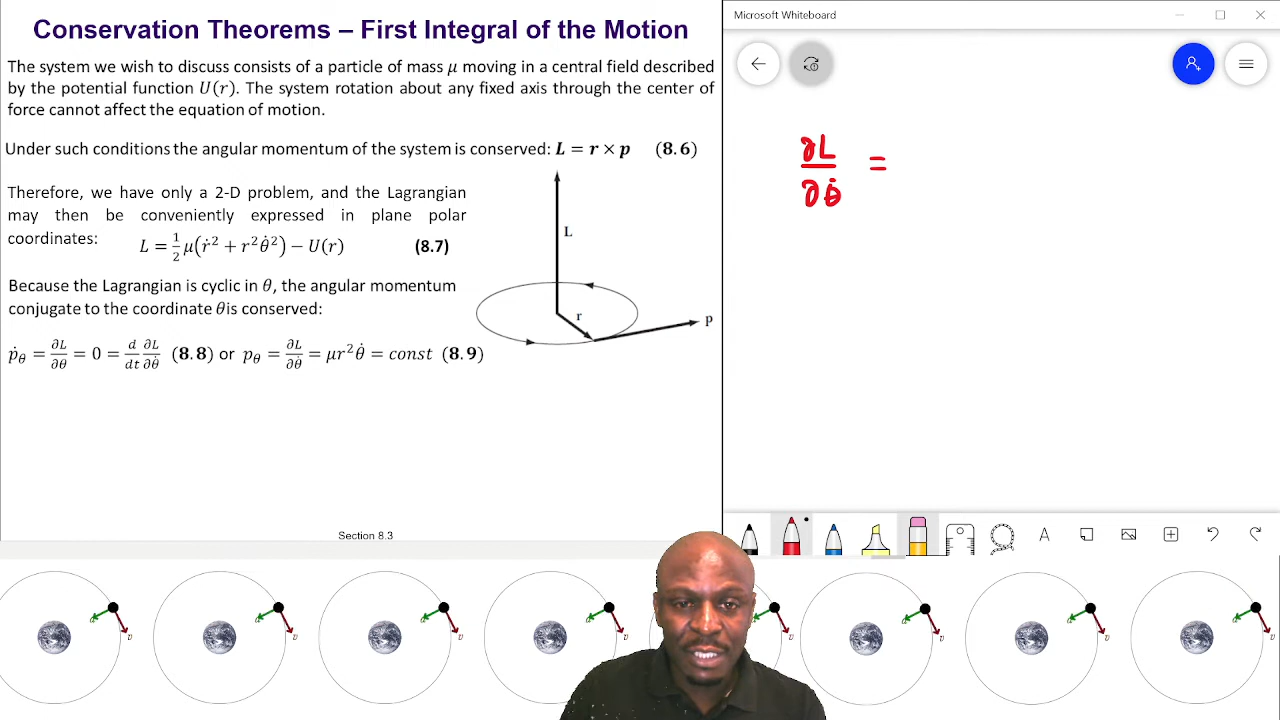 Conservation Theorems – First Integral of the Motion
The system we wish to discuss consists of a particle of mass μ moving in a central field described
by the potential function U(r). The system rotation about any fixed axis through the center of
force cannot affect the equation of motion.
Under such conditions the angular momentum of the system is conserved: L = r × p (8.6)
Therefore, we have only a 2-D problem, and the Lagrangian
may then be conveniently expressed in plane polar
coordinates: L = 1/2 μ(ṙ² + r²θ̇²) − U(r) (8.7)
Because the Lagrangian is cyclic in θ, the angular momentum
conjugate to the coordinate θ is conserved:
ṗ_θ = ∂L/∂θ = 0 = d/dt ∂L/∂θ̇ (8.8) or p_θ = ∂L/∂θ̇ = μr²θ̇ = const (8.9)
L
r
p
Section 8.3
Microsoft Whiteboard
∂L/∂θ̇ =
A
a
v
a
v
a
v
a
v
v
a
v
a
v
a
v